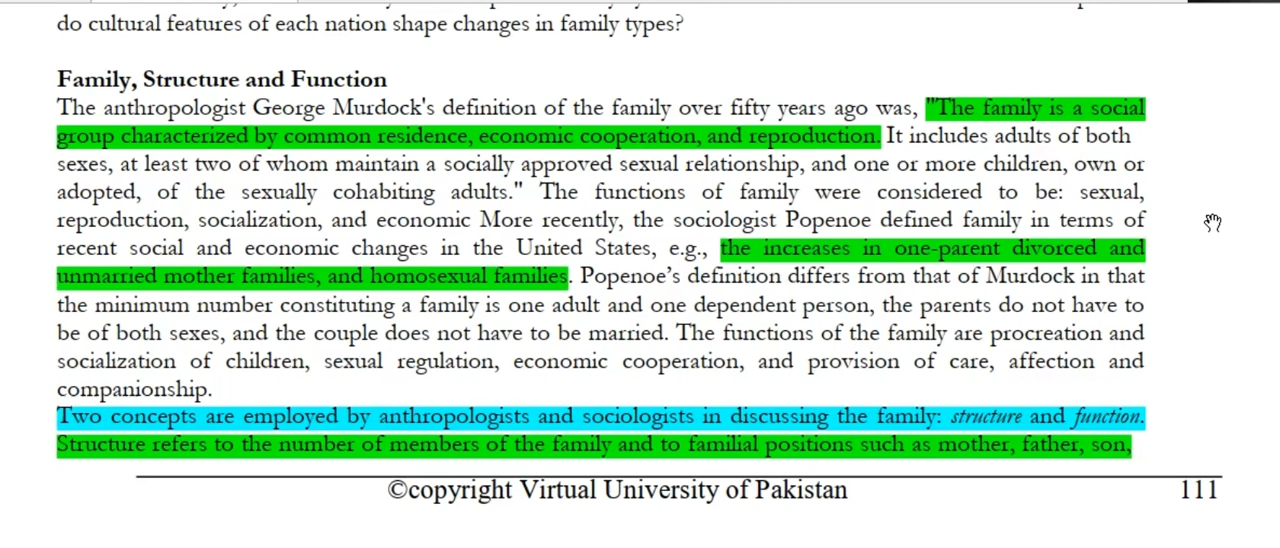 do cultural features of each nation shape changes in family types?
Family, Structure and Function
The anthropologist George Murdock's definition of the family over fifty years ago was, "The family is a social
group characterized by common residence, economic cooperation, and reproduction. It includes adults of both
sexes, at least two of whom maintain a socially approved sexual relationship, and one or more children, own or
adopted, of the sexually cohabiting adults." The functions of family were considered to be: sexual,
reproduction, socialization, and economic More recently, the sociologist Popenoe defined family in terms of
recent social and economic changes in the United States, e.g., the increases in one-parent divorced and
unmarried mother families, and homosexual families. Popenoe’s definition differs from that of Murdock in that
the minimum number constituting a family is one adult and one dependent person, the parents do not have to
be of both sexes, and the couple does not have to be married. The functions of the family are procreation and
socialization of children, sexual regulation, economic cooperation, and provision of care, affection and
companionship.
Two concepts are employed by anthropologists and sociologists in discussing the family: structure and function.
Structure refers to the number of members of the family and to familial positions such as mother, father, son,
©copyright Virtual University of Pakistan 111